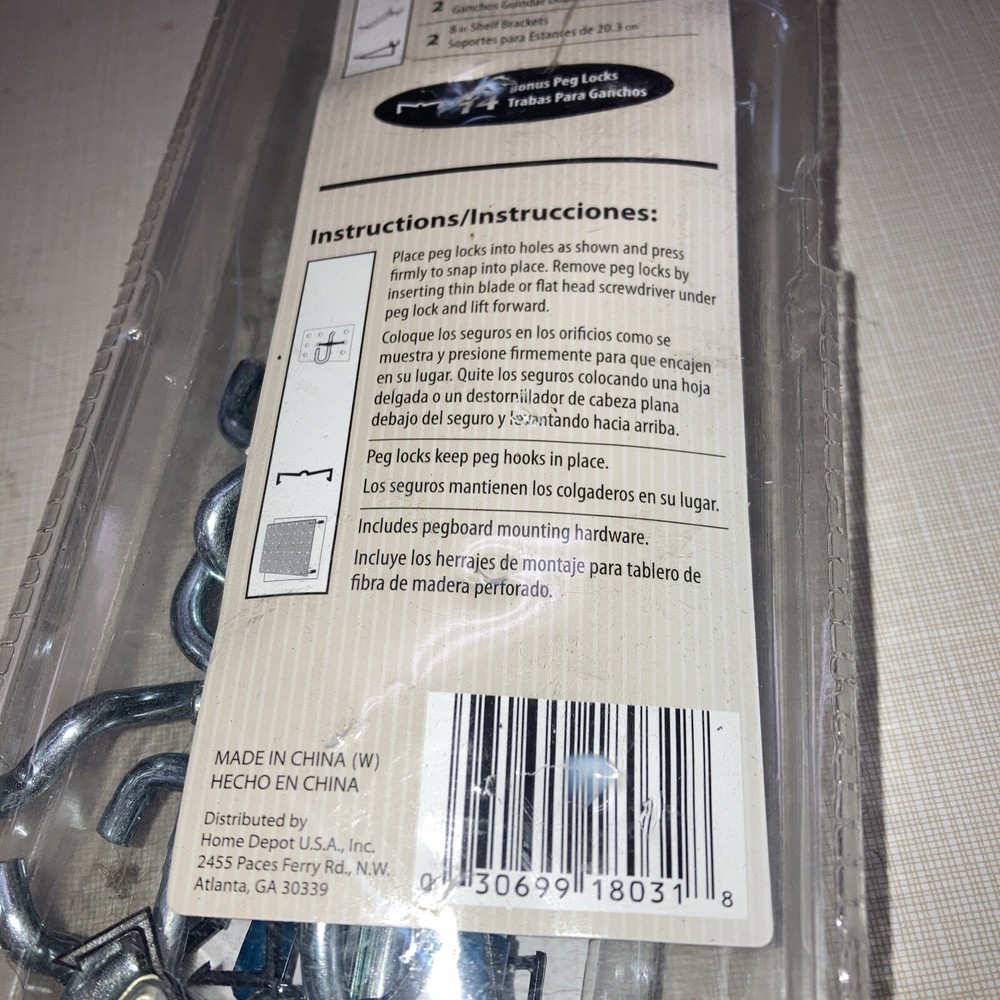 2 Ganchos Gondola
8 in Shelf Brackets
2 Soportes para Estantes de 20.3 cm
14 Bonus Peg Locks
Trabas Para Ganchos
Instructions/Instrucciones:
Place peg locks into holes as shown and press
firmly to snap into place. Remove peg locks by
inserting thin blade or flat head screwdriver under
peg lock and lift forward.
Coloque los seguros en los orificios como se
muestra y presione firmemente para que encajen
en su lugar. Quite los seguros colocando una hoja
delgada o un destornillador de cabeza plana
debajo del seguro y levantando hacia arriba.
Peg locks keep peg hooks in place.
Los seguros mantienen los colgaderos en su lugar.
Includes pegboard mounting hardware.
Incluye los herrajes de montaje para tablero de
fibra de madera perforado.
MADE IN CHINA (W)
HECHO EN CHINA
Distributed by
Home Depot U.S.A., Inc.
2455 Paces Ferry Rd., N.W.
Atlanta, GA 30339
0 30699 18031 8